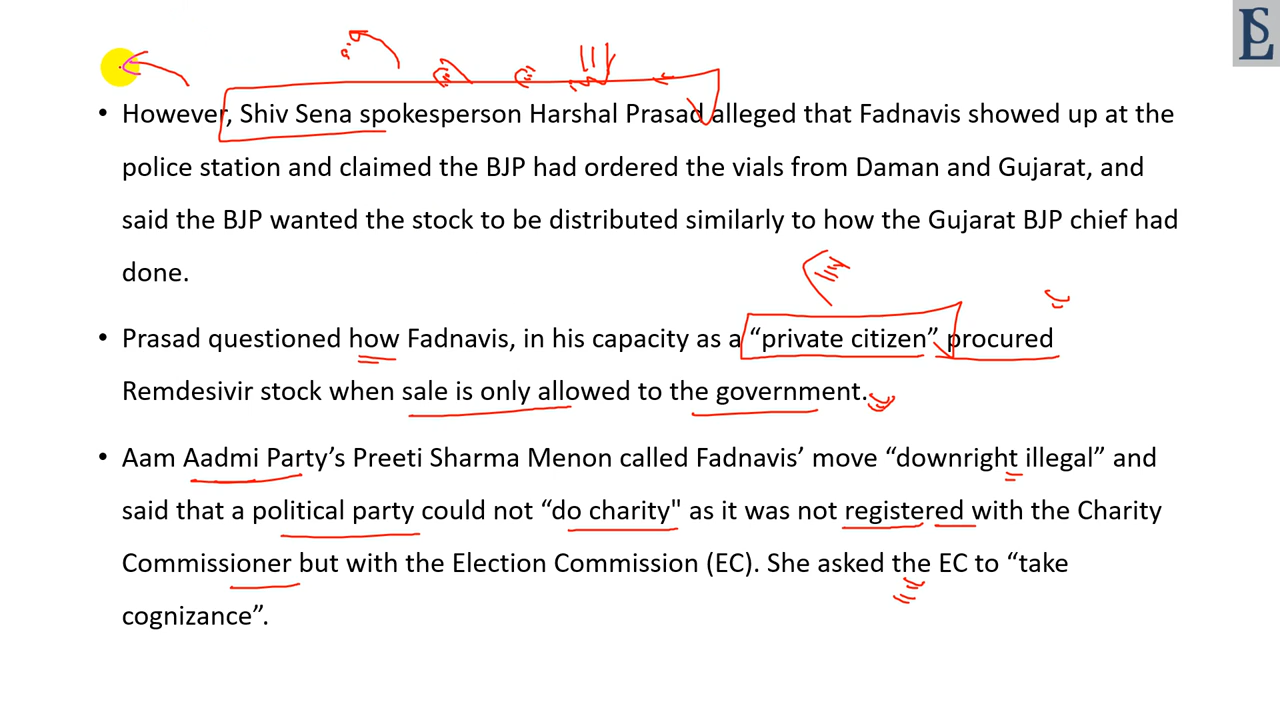 • However, Shiv Sena spokesperson Harshal Prasad alleged that Fadnavis showed up at the
police station and claimed the BJP had ordered the vials from Daman and Gujarat, and
said the BJP wanted the stock to be distributed similarly to how the Gujarat BJP chief had
done.
• Prasad questioned how Fadnavis, in his capacity as a “private citizen” procured
Remdesivir stock when sale is only allowed to the government.
• Aam Aadmi Party’s Preeti Sharma Menon called Fadnavis’ move “downright illegal” and
said that a political party could not “do charity" as it was not registered with the Charity
Commissioner but with the Election Commission (EC). She asked the EC to “take
cognizance”.